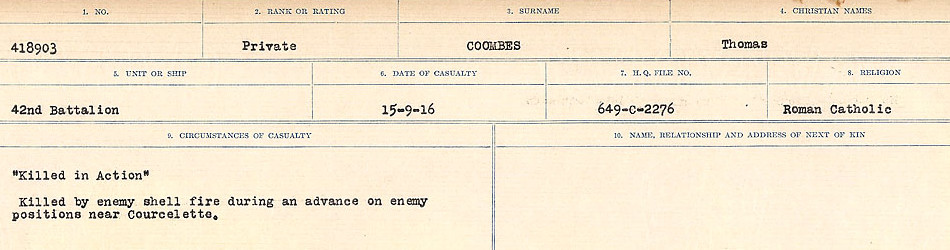 1. NO.
2. RANK OR RATING
3. SURNAME
4. CHRISTIAN NAMES
418903
Private
COOMBES
Thomas
5. UNIT OR SHIP
6. DATE OF CASUALTY
7. H. Q. FILE NO.
8. RELIGION
42nd Battalion
15-9-16
649-C-2276
Roman Catholic
9. CIRCUMSTANCES OF CASUALTY
10. NAME, RELATIONSHIP AND ADDRESS OF NEXT OF KIN
"Killed in Action"
Killed by enemy shell fire during an advance on enemy
positions near Courcelette.